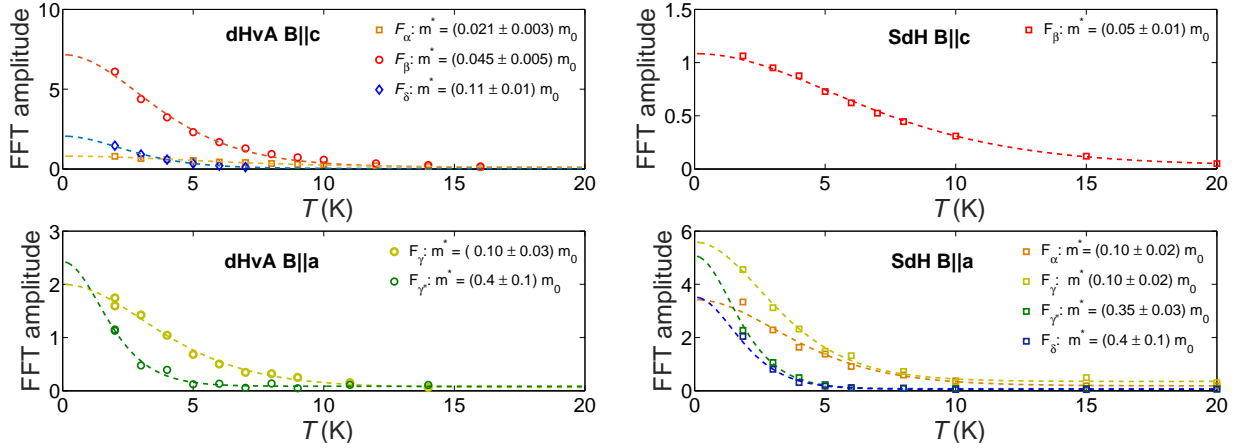 dHvA B||c
F_α: m* = (0.021 ± 0.003) m_0
F_β: m* = (0.045 ± 0.005) m_0
F_δ: m* = (0.11 ± 0.01) m_0
FFT amplitude
10
5
0
0 5 10 15 20
T (K)
SdH B||c
F_β: m* = (0.05 ± 0.01) m_0
FFT amplitude
1.5
1
0.5
0
0 5 10 15 20
T (K)
dHvA B||a
F_γ: m* = ( 0.10 ± 0.03) m_0
F_γ*: m* = (0.4 ± 0.1) m_0
FFT amplitude
3
2
1
0
0 5 10 15 20
T (K)
SdH B||a
F_α: m* = (0.10 ± 0.02) m_0
F_γ: m* (0.10 ± 0.02) m_0
F_γ*: m* = (0.35 ± 0.03) m_0
F_δ: m* = (0.4 ± 0.1) m_0
FFT amplitude
6
4
2
0
0 5 10 15 20
T (K)